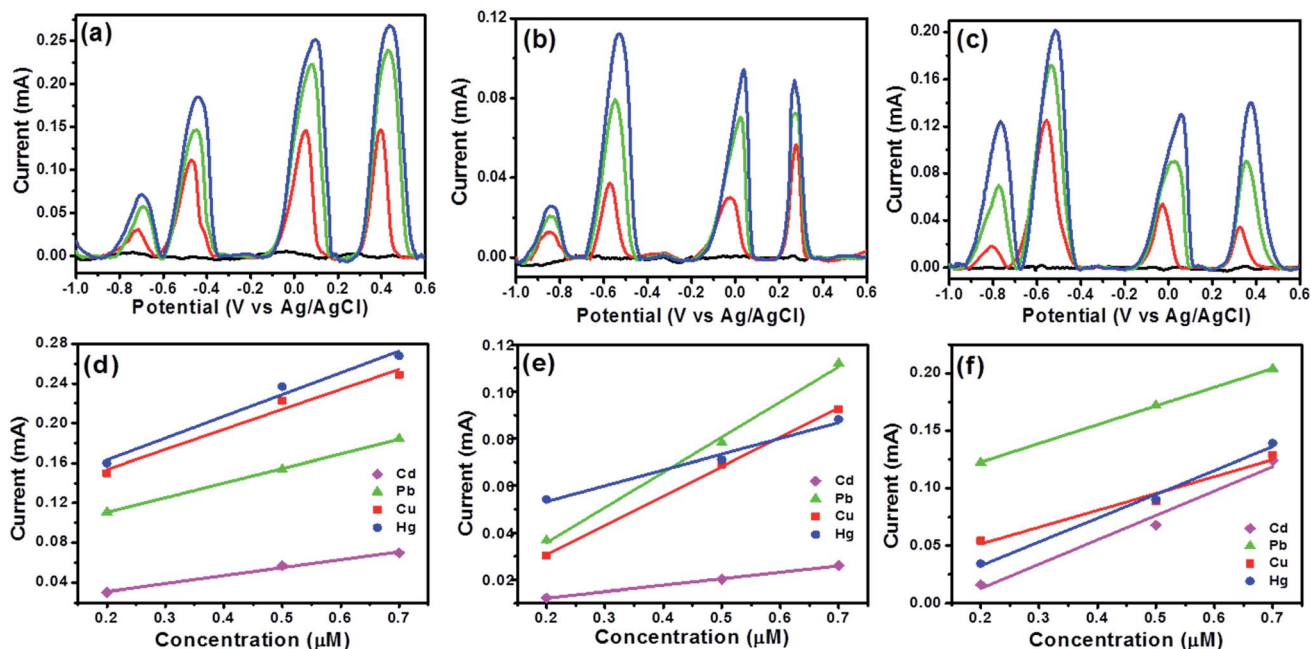 (a)
Current (mA)
0.25
0.20
0.15
0.10
0.05
0.00
-1.0 -0.8 -0.6 -0.4 -0.2 0.0 0.2 0.4 0.6
Potential (V vs Ag/AgCl)
(b)
Current (mA)
0.12
0.08
0.04
0.00
-1.0 -0.8 -0.6 -0.4 -0.2 0.0 0.2 0.4 0.6
Potential (V vs Ag/AgCl)
(c)
Current (mA)
0.20
0.16
0.12
0.08
0.04
0.00
-1.0 -0.8 -0.6 -0.4 -0.2 0.0 0.2 0.4 0.6
Potential (V vs Ag/AgCl)
(d)
Current (mA)
0.28
0.24
0.20
0.16
0.12
0.08
0.04
Cd
Pb
Cu
Hg
0.2 0.3 0.4 0.5 0.6 0.7
Concentration (μM)
(e)
Current (mA)
0.12
0.10
0.08
0.06
0.04
0.02
Cd
Pb
Cu
Hg
0.2 0.3 0.4 0.5 0.6 0.7
Concentration (μM)
(f)
Current (mA)
0.20
0.15
0.10
0.05
0.00
Cd
Pb
Cu
Hg
0.2 0.3 0.4 0.5 0.6 0.7
Concentration (μM)